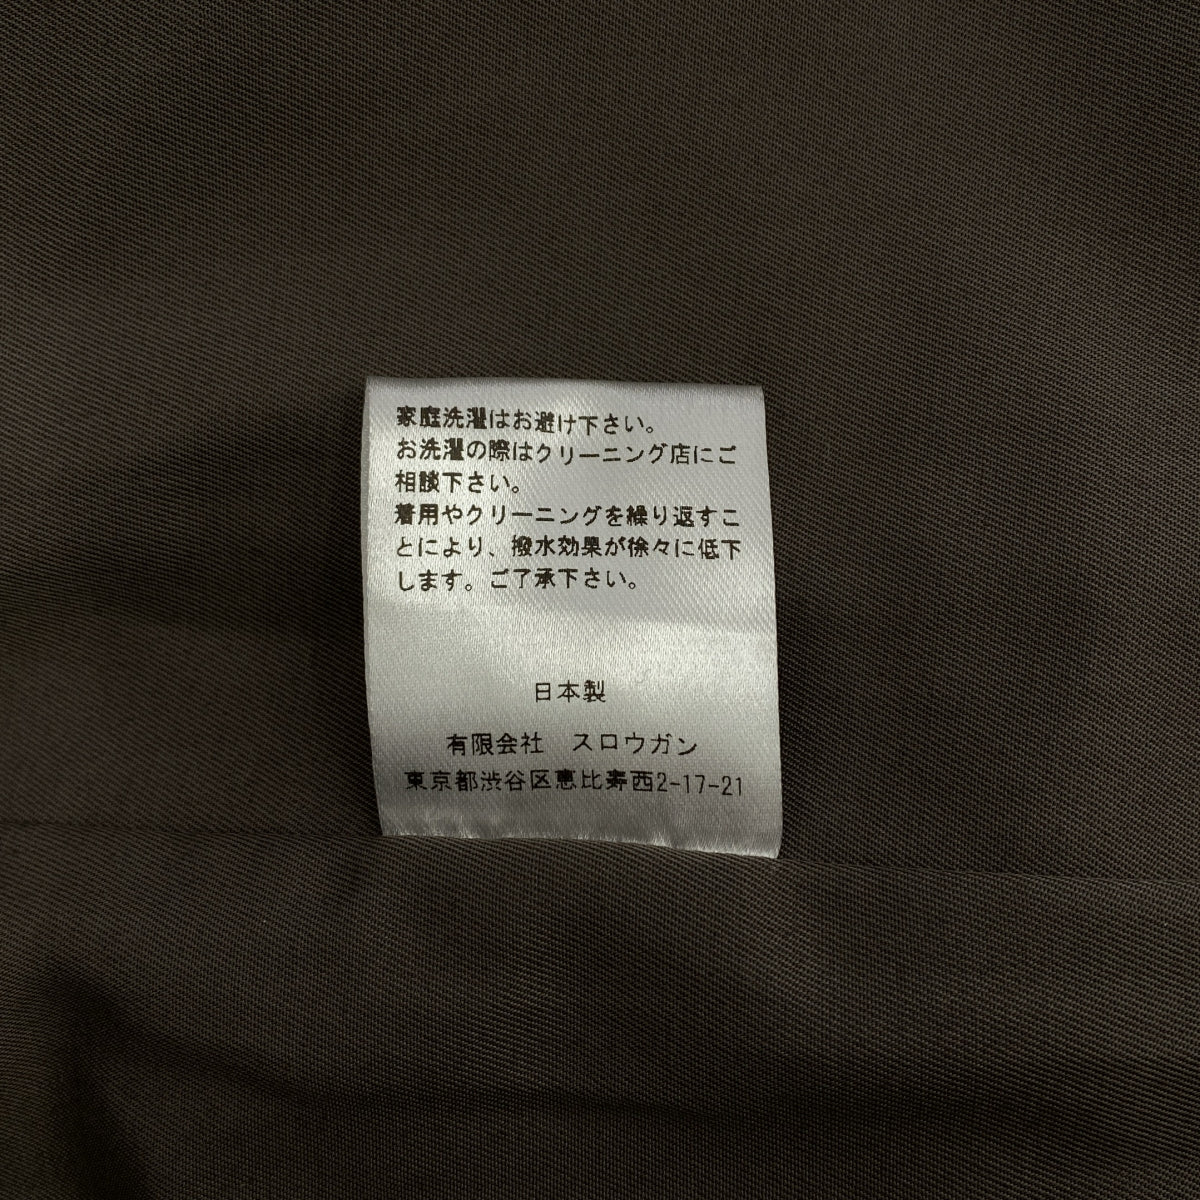 家庭洗濯はお避け下さい。
お洗濯の際はクリーニング店にご
相談下さい。
着用やクリーニングを繰り返すこ
とにより、撥水効果が徐々に低下
します。ご了承下さい。
日本製
有限会社　スロウガン
東京都渋谷区恵比寿西2-17-21